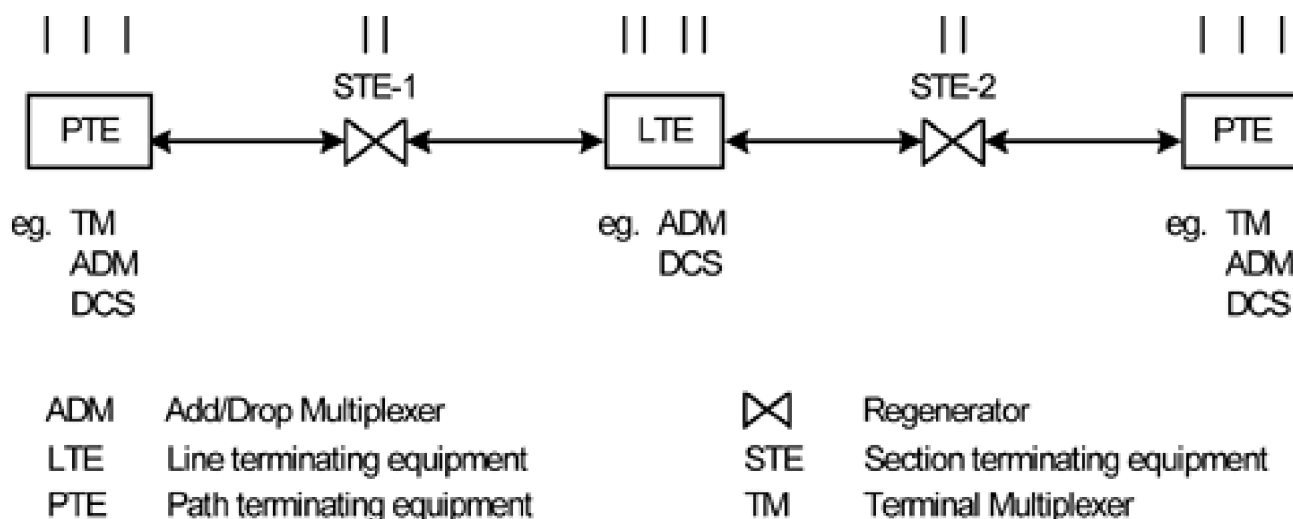 STE-1 STE-2
PTE LTE PTE
eg. TM eg. ADM eg. TM
ADM DCS ADM
DCS DCS
ADM Add/Drop Multiplexer Regenerator
LTE Line terminating equipment STE Section terminating equipment
PTE Path terminating equipment TM Terminal Multiplexer